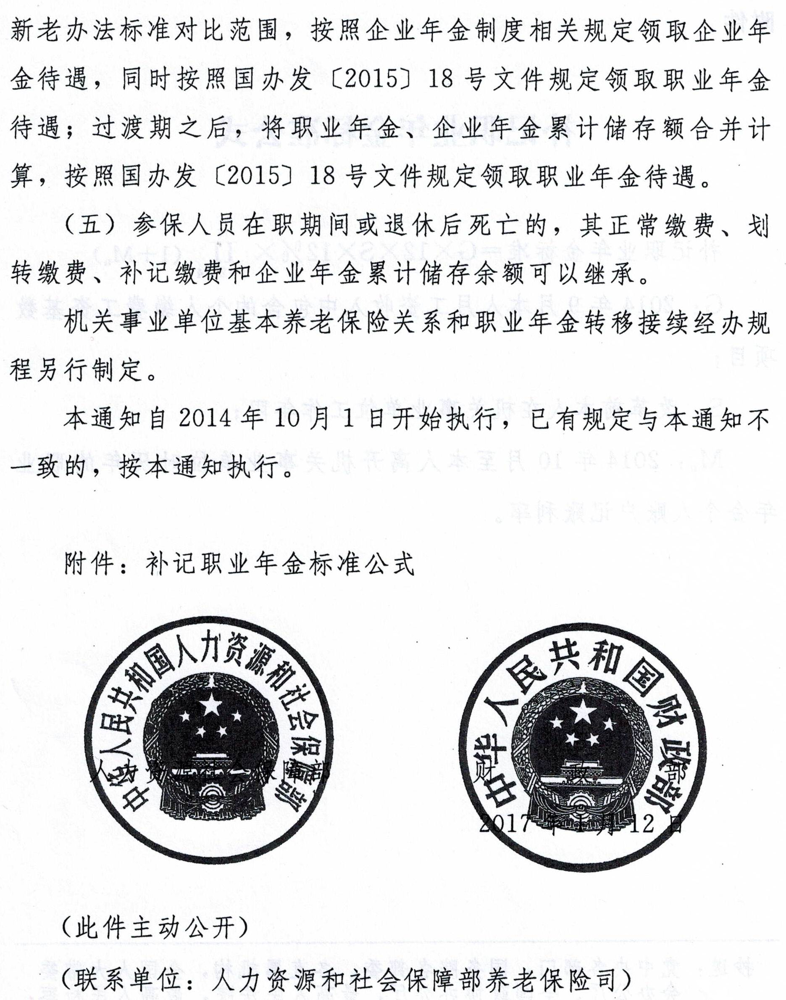 新老办法标准对比范围，按照企业年金制度相关规定领取企业年
金待遇，同时按照国办发〔2015〕18号文件规定领取职业年金
待遇；过渡期之后，将职业年金、企业年金累计储存额合并计
算，按照国办发〔2015〕18号文件规定领取职业年金待遇。
（五）参保人员在职期间或退休后死亡的，其正常缴费、划
转缴费、补记缴费和企业年金累计储存余额可以继承。
机关事业单位基本养老保险关系和职业年金转移接续经办规
程另行制定。
本通知自2014年10月1日开始执行，已有规定与本通知不
一致的，按本通知执行。
附件：补记职业年金标准公式
中华人民共和国人力资源和社会保障部
人力资源社会保障部
中华人民共和国财政部
财政部
2017年1月12日
（此件主动公开）
（联系单位：人力资源和社会保障部养老保险司）